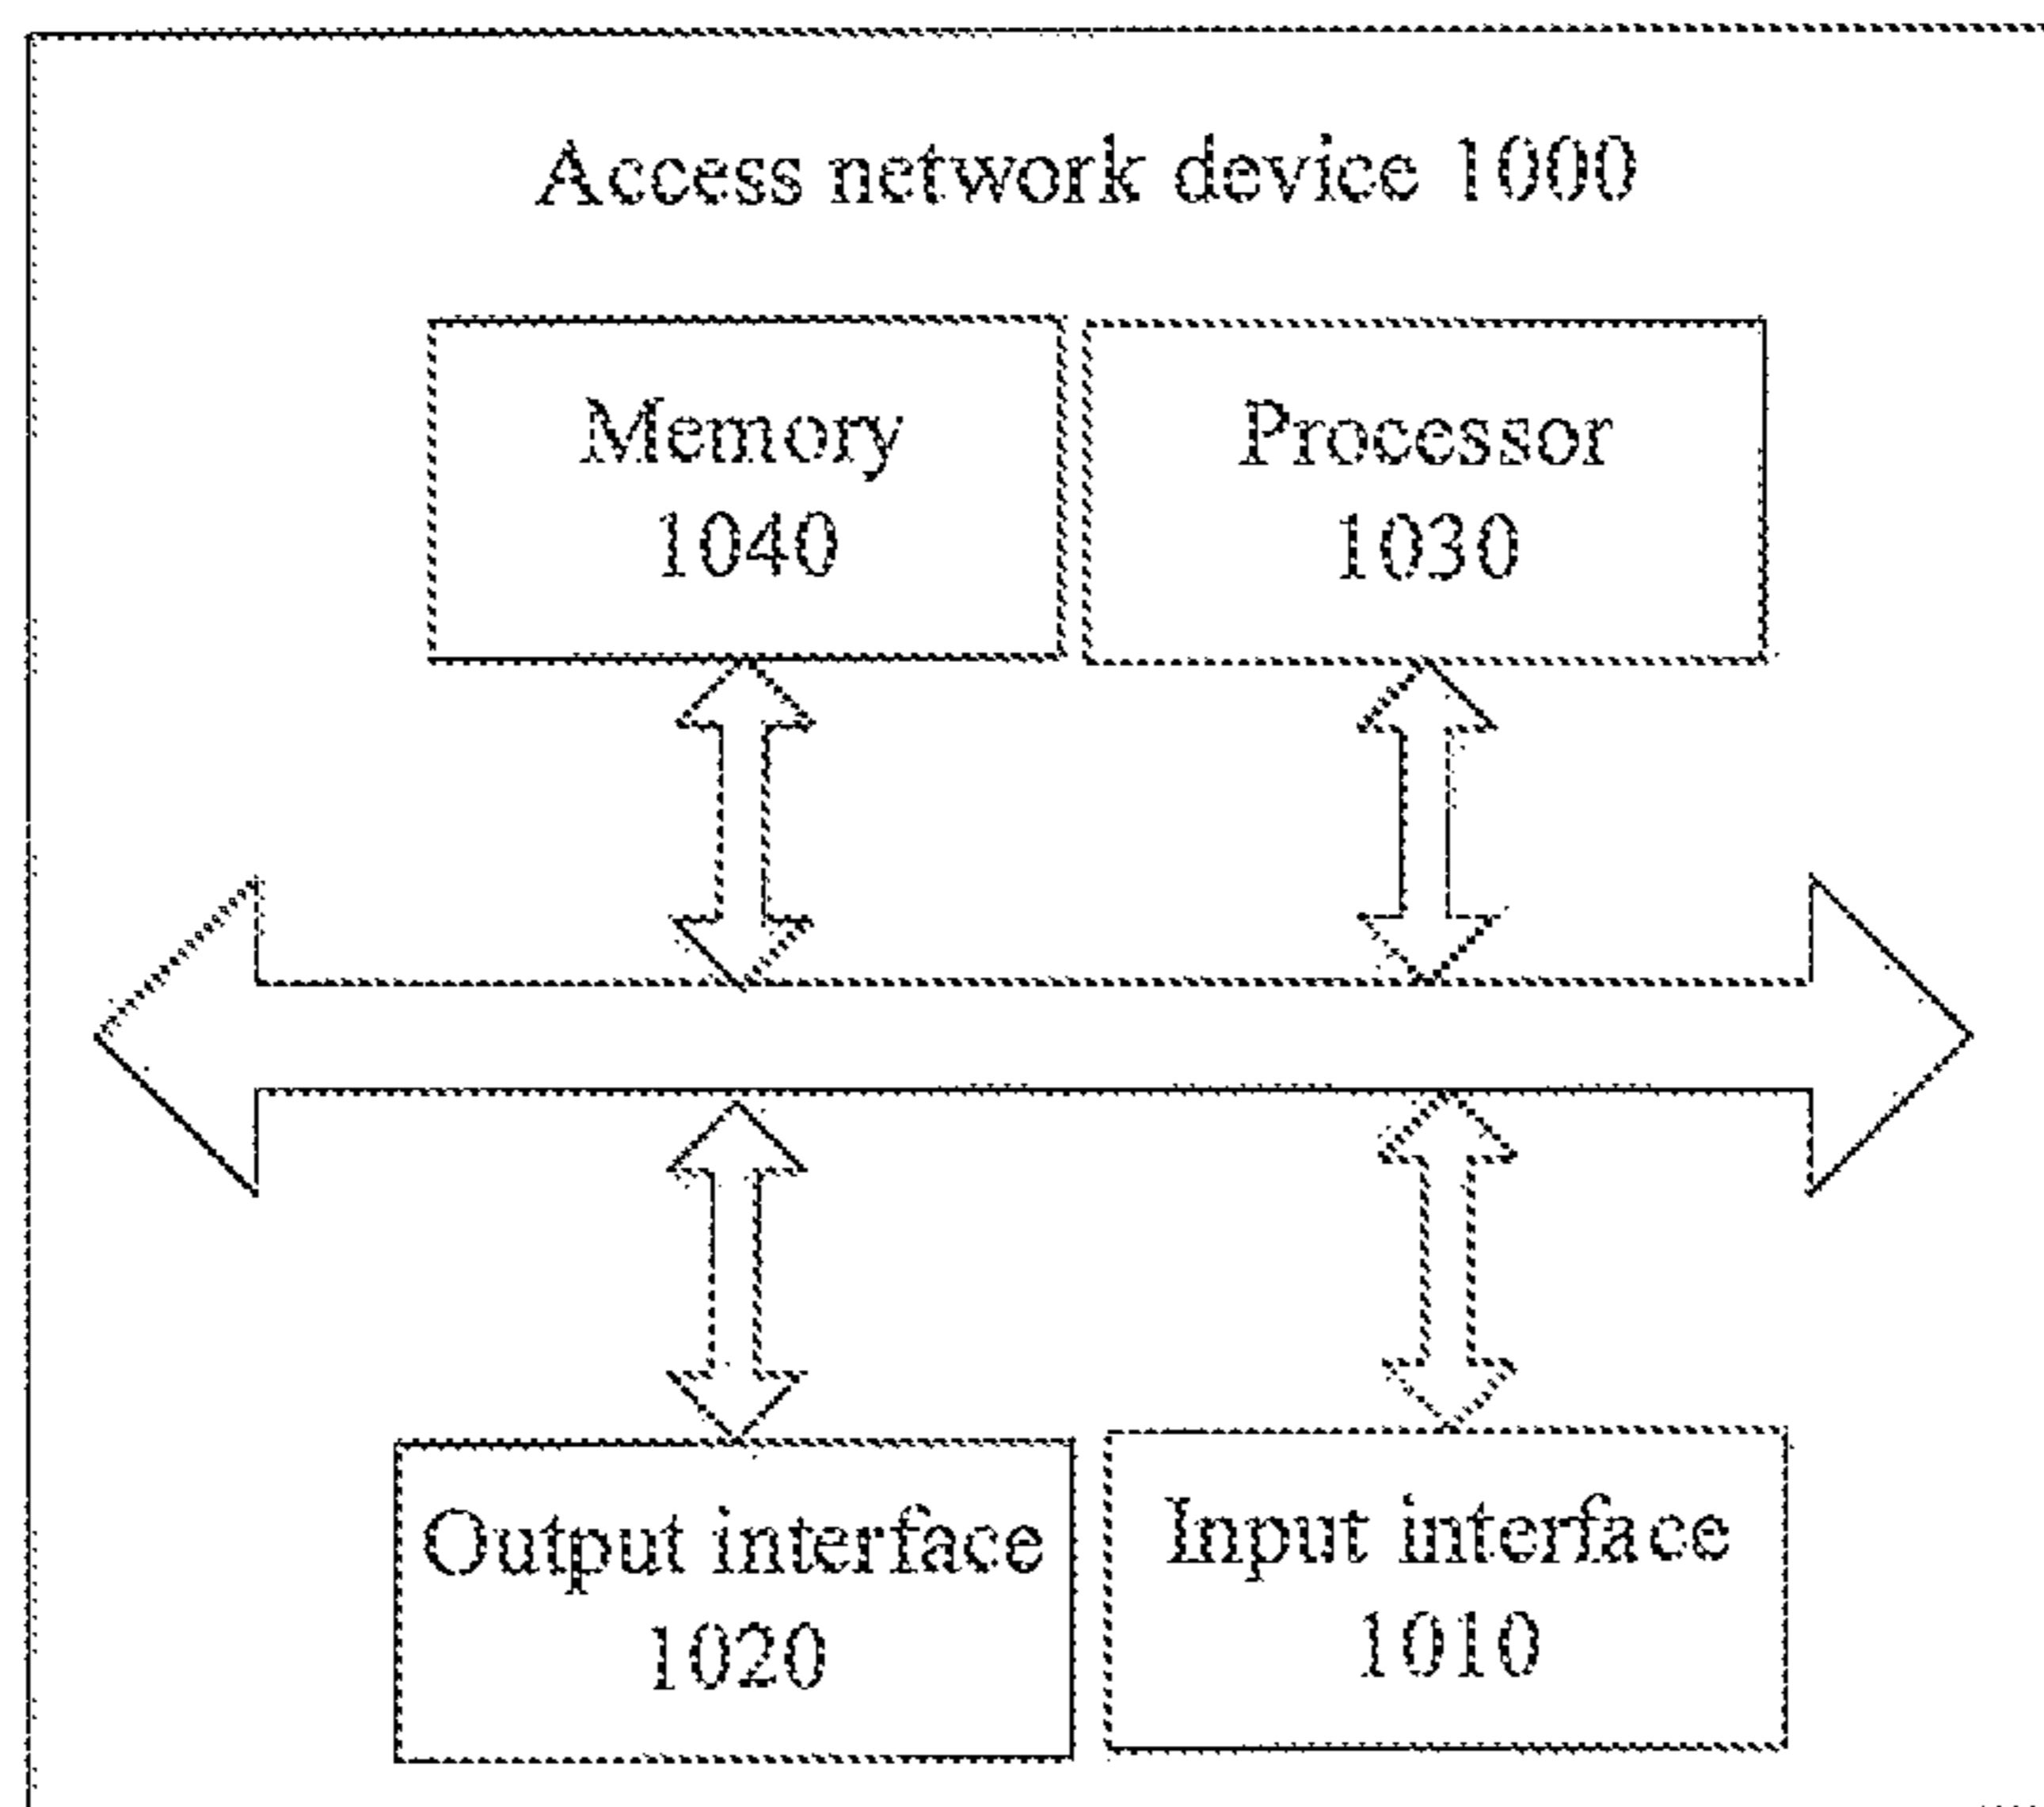 Access network device 1000
Memory
1040
Processor
1030
Output interface
1020
Input interface
1010